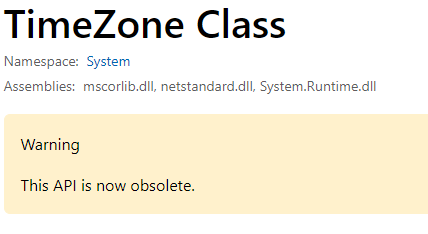 TimeZone Class
Namespace: System
Assemblies: mscorlib.dll, netstandard.dll, System.Runtime.dll
Warning
This API is now obsolete.